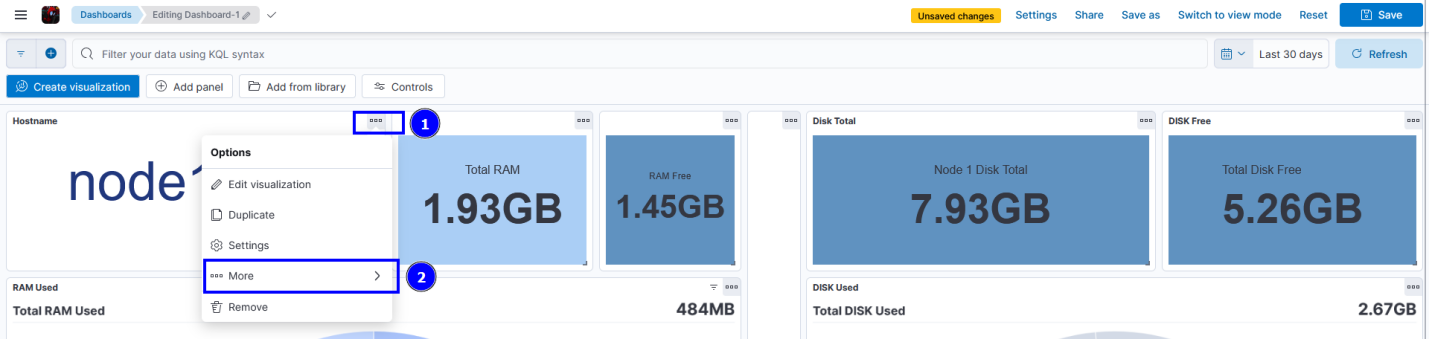 Dashboards
Editing Dashboard-1
Unsaved changes
Settings
Share
Save as
Switch to view mode
Reset
Save
Filter your data using KQL syntax
Last 30 days
Refresh
Create visualization
Add panel
Add from library
Controls
Hostname
1
Disk Total
DISK Free
Options
Edit visualization
Duplicate
Settings
More
2
Remove
node1
Total RAM
1.93GB
RAM Free
1.45GB
Node 1 Disk Total
7.93GB
Total Disk Free
5.26GB
RAM Used
Total RAM Used
484MB
DISK Used
Total DISK Used
2.67GB